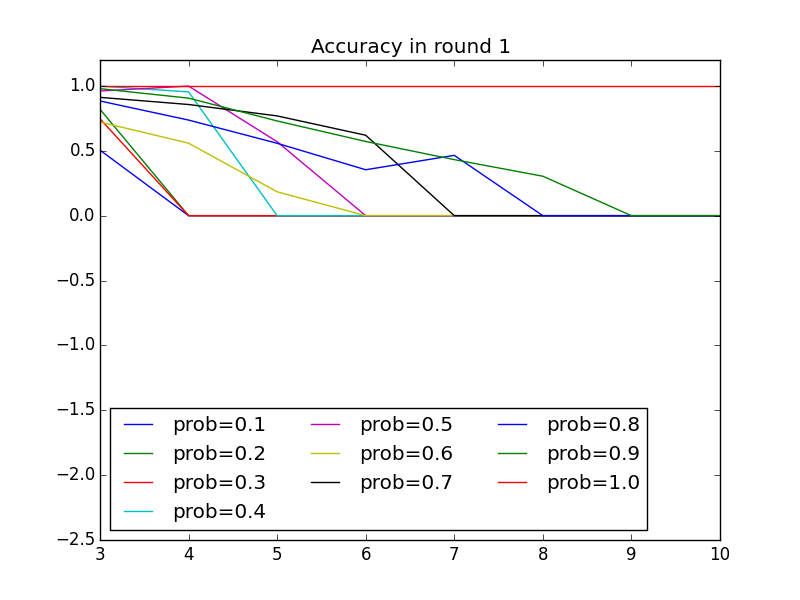 Accuracy in round 1
1.0
0.5
0.0
−0.5
−1.0
−1.5
−2.0
−2.5
prob=0.1 prob=0.5 prob=0.8
prob=0.2 prob=0.6 prob=0.9
prob=0.3 prob=0.7 prob=1.0
prob=0.4
3 4 5 6 7 8 9 10